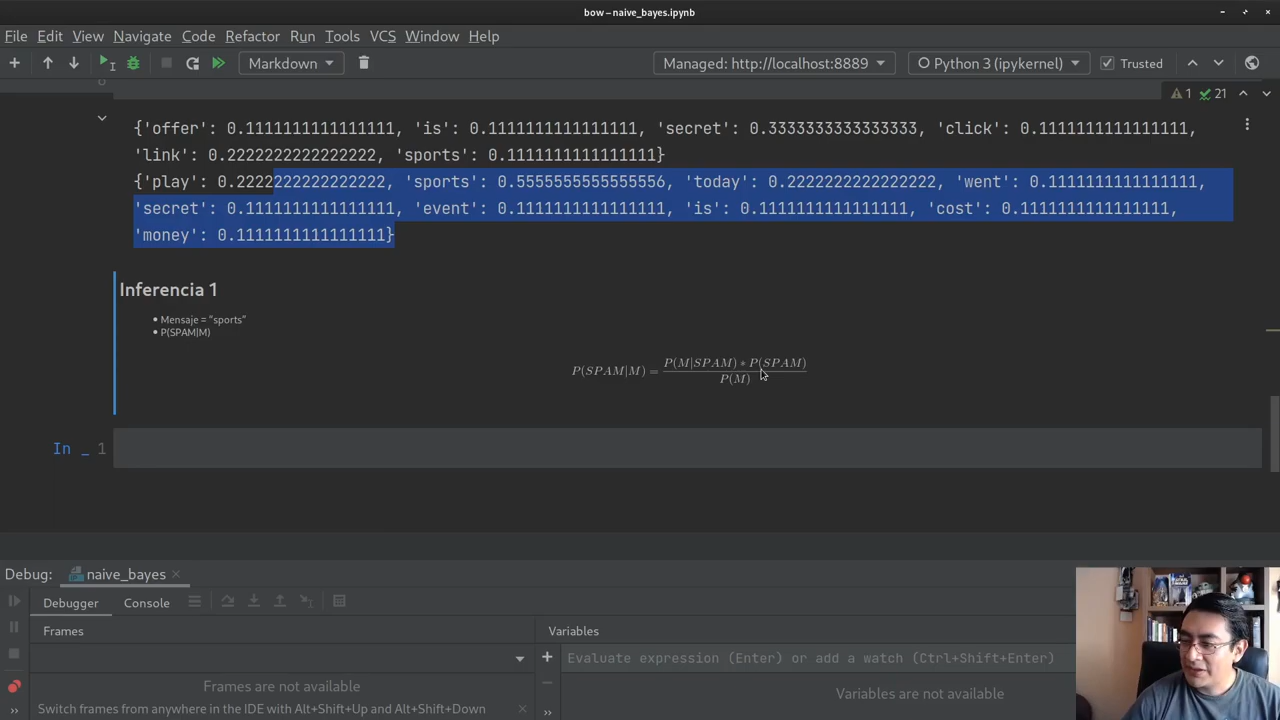 bow – naive_bayes.ipynb
File Edit View Navigate Code Refactor Run Tools VCS Window Help
Markdown Managed: http://localhost:8889 Python 3 (ipykernel) Trusted
1 21
{'offer': 0.1111111111111111, 'is': 0.1111111111111111, 'secret': 0.3333333333333333, 'click': 0.1111111111111111,
'link': 0.2222222222222222, 'sports': 0.1111111111111111}
{'play': 0.2222222222222222, 'sports': 0.5555555555555556, 'today': 0.2222222222222222, 'went': 0.1111111111111111,
'secret': 0.1111111111111111, 'event': 0.1111111111111111, 'is': 0.1111111111111111, 'cost': 0.1111111111111111,
'money': 0.1111111111111111}
Inferencia 1
• Mensaje = "sports"
• P(SPAM|M)
P(SPAM|M) = P(M|SPAM) * P(SPAM)
P(M)
In _ 1
Debug: naive_bayes
Debugger Console
Frames
Variables
Evaluate expression (Enter) or add a watch (Ctrl+Shift+Enter)
Frames are not available
Variables are not available
Switch frames from anywhere in the IDE with Alt+Shift+Up and Alt+Shift+Down